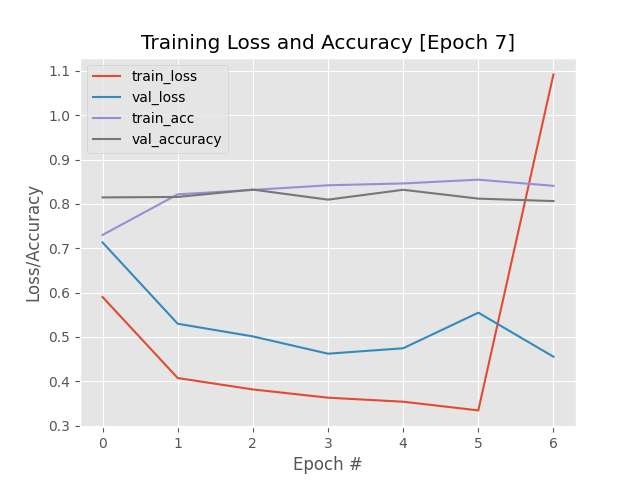 Training Loss and Accuracy [Epoch 7]
train_loss
val_loss
train_acc
val_accuracy
1.1
1.0
0.9
0.8
0.7
0.6
0.5
0.4
0.3
Loss/Accuracy
0 1 2 3 4 5 6
Epoch #